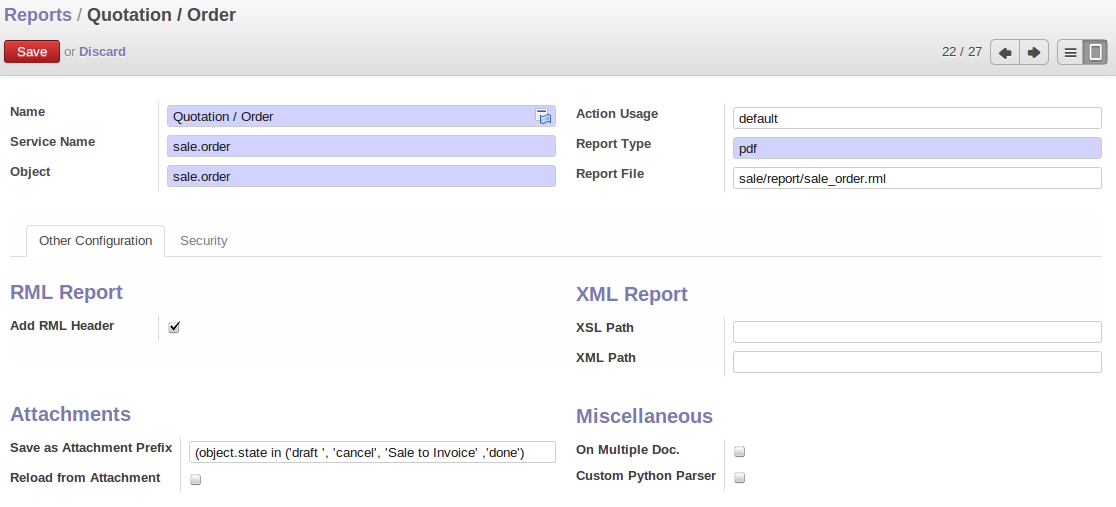 Reports / Quotation / Order
Save or Discard
22 / 27
Name
Quotation / Order
Service Name
sale.order
Object
sale.order
Action Usage
default
Report Type
pdf
Report File
sale/report/sale_order.rml
Other Configuration
Security
RML Report
Add RML Header
XML Report
XSL Path
XML Path
Attachments
Save as Attachment Prefix
(object.state in ('draft ', 'cancel', 'Sale to Invoice' ,'done')
Reload from Attachment
Miscellaneous
On Multiple Doc.
Custom Python Parser